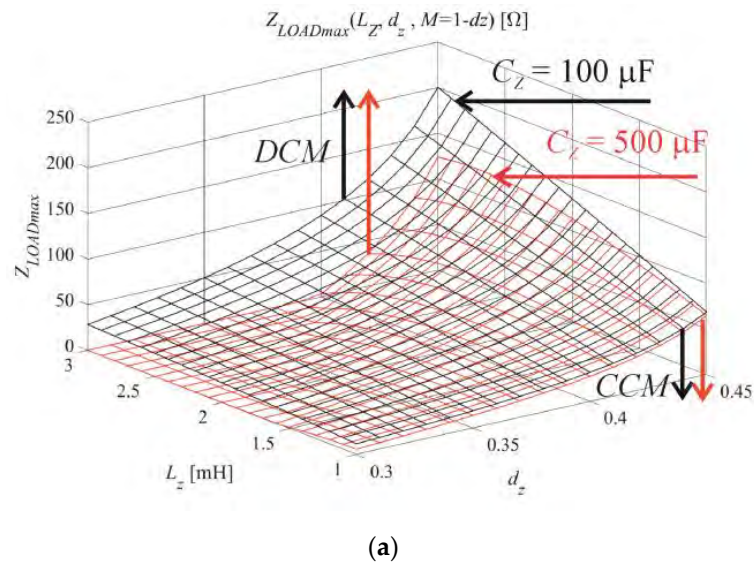 Z_LOADmax(L_Z, d_z , M=1-dz) [Ω]
C_Z = 100 µF
250
DCM
C_Z = 500 µF
200
150
Z_LOADmax
100
50
0
3
CCM
2.5
0.45
2
0.4
1.5
0.35
L_z [mH]
1
0.3
d_z
(a)